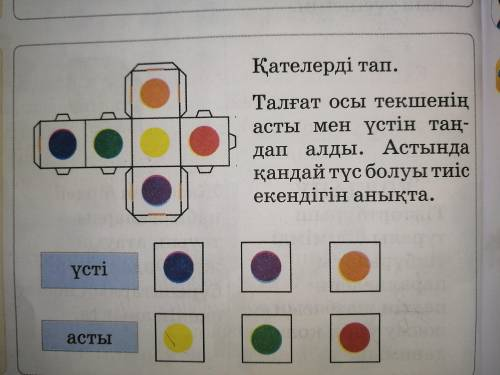 Қателерді тап.
Талғат осы текшенің
асты мен үстін таң-
дап алды. Астында
қандай түс болуы тиіс
екендігін анықта.
үсті
асты